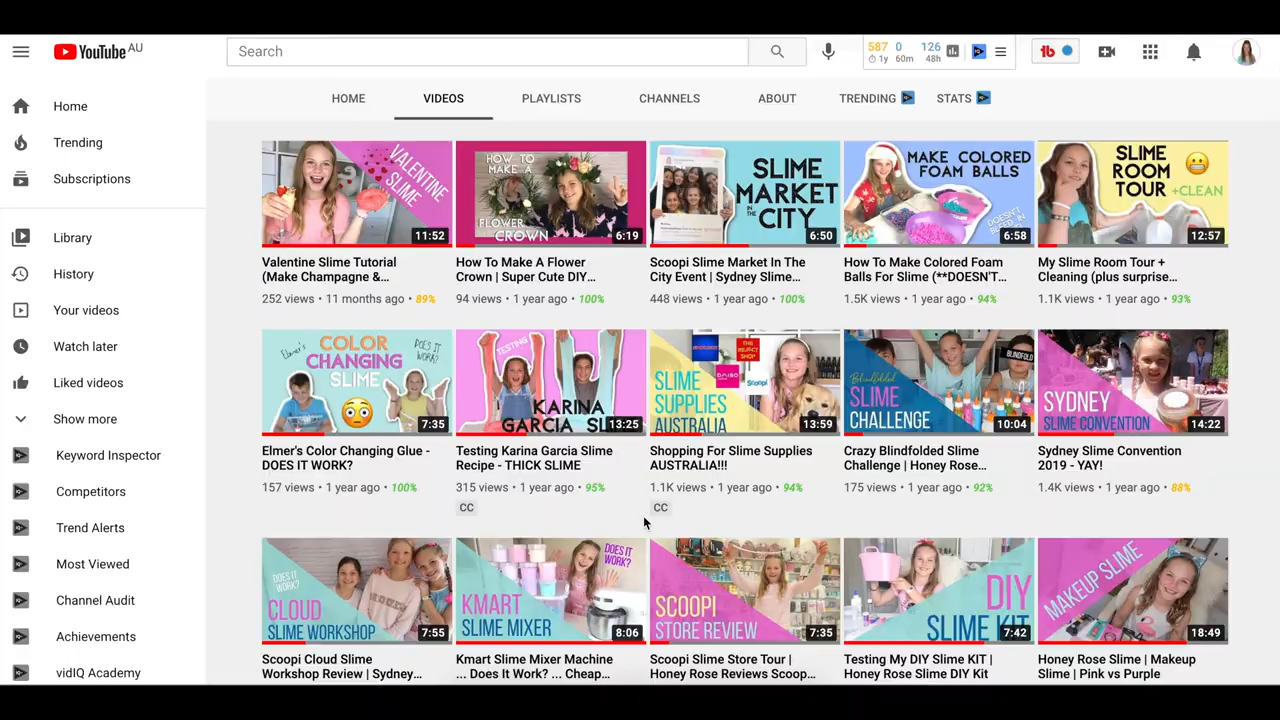 YouTube AU
Search
587 0 126
1y 60m 48h
HOME VIDEOS PLAYLISTS CHANNELS ABOUT TRENDING STATS
Home
Trending
Subscriptions
Library
History
Your videos
Watch later
Liked videos
Show more
Keyword Inspector
Competitors
Trend Alerts
Most Viewed
Channel Audit
Achievements
vidIQ Academy
VALENTINE
SLIME
11:52
Valentine Slime Tutorial
(Make Champagne &...
252 views • 11 months ago • 89%
HOW TO
MAKE A
FLOWER
CROWN
6:19
How To Make A Flower
Crown | Super Cute DIY...
94 views • 1 year ago • 100%
SLIME
MARKET
IN THE
CITY
6:50
Scoopi Slime Market In The
City Event | Sydney Slime...
448 views • 1 year ago • 100%
MAKE COLORED
FOAM BALLS
DOESN'T
BLEED IN
6:58
How To Make Colored Foam
Balls For Slime (**DOESN'T...
1.5K views • 1 year ago • 94%
SLIME
ROOM
TOUR
+CLEAN
12:57
My Slime Room Tour +
Cleaning (plus surprise...
1.1K views • 1 year ago • 93%
Elmer's
COLOR
CHANGING
SLIME
DOES IT
WORK?
7:35
Elmer's Color Changing Glue -
DOES IT WORK?
157 views • 1 year ago • 100%
TESTING
KARINA
GARCIA SL
13:25
Testing Karina Garcia Slime
Recipe - THICK SLIME
315 views • 1 year ago • 95%
CC
THE
REJECT
SHOP
DAISO
Scoopi
SLIME
SUPPLIES
AUSTRALIA
13:59
Shopping For Slime Supplies
AUSTRALIA!!!
1.1K views • 1 year ago • 94%
CC
BLINDFOLD
Blindfolded
SLIME
CHALLENGE
10:04
Crazy Blindfolded Slime
Challenge | Honey Rose...
175 views • 1 year ago • 92%
SYDNEY
SLIME CONVENTION
14:22
Sydney Slime Convention
2019 - YAY!
1.4K views • 1 year ago • 88%
DOES IT
WORK?
CLOUD
SLIME WORKSHOP
7:55
Scoopi Cloud Slime
Workshop Review | Sydney...
DOES IT
WORK?
KMART
SLIME MIXER
8:06
Kmart Slime Mixer Machine
... Does It Work? ... Cheap...
SCOOPI
STORE REVIEW
7:35
Scoopi Slime Store Tour |
Honey Rose Reviews Scoop...
DIY
SLIME KIT
7:42
Testing My DIY Slime KIT |
Honey Rose Slime DIY Kit
MAKEUP SLIME
18:49
Honey Rose Slime | Makeup
Slime | Pink vs Purple